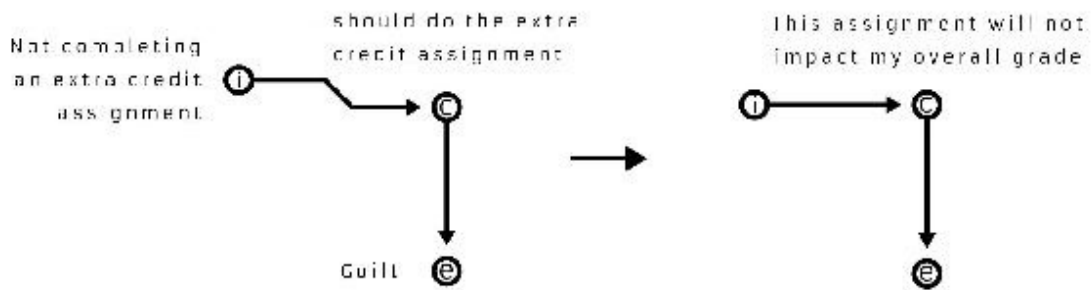 Not completing
an extra credit
assignment
i
should do the extra
credit assignment
c
Guilt
e
This assignment will not
impact my overall grade
i
c
e